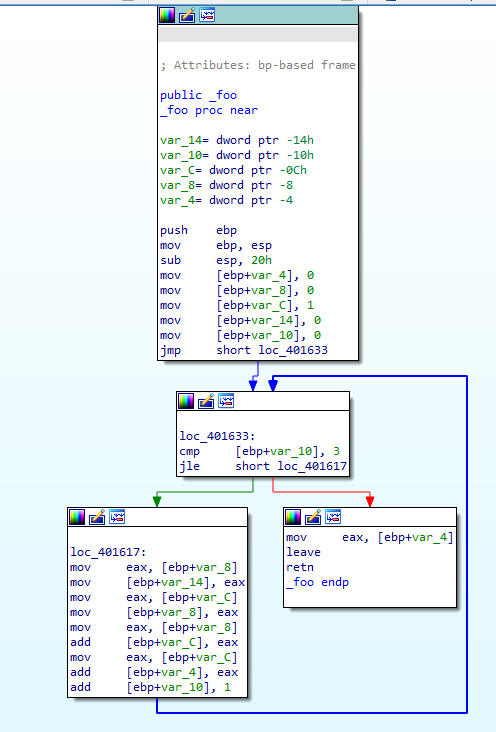 ; Attributes: bp-based frame
public _foo
_foo proc near
var_14= dword ptr -14h
var_10= dword ptr -10h
var_C= dword ptr -0Ch
var_8= dword ptr -8
var_4= dword ptr -4
push    ebp
mov     ebp, esp
sub     esp, 20h
mov     [ebp+var_4], 0
mov     [ebp+var_8], 0
mov     [ebp+var_C], 1
mov     [ebp+var_14], 0
mov     [ebp+var_10], 0
jmp     short loc_401633
loc_401633:
cmp     [ebp+var_10], 3
jle     short loc_401617
loc_401617:
mov     eax, [ebp+var_8]
mov     [ebp+var_14], eax
mov     eax, [ebp+var_C]
mov     [ebp+var_8], eax
mov     eax, [ebp+var_8]
add     [ebp+var_C], eax
mov     eax, [ebp+var_C]
add     [ebp+var_4], eax
add     [ebp+var_10], 1
mov     eax, [ebp+var_4]
leave
retn
_foo endp